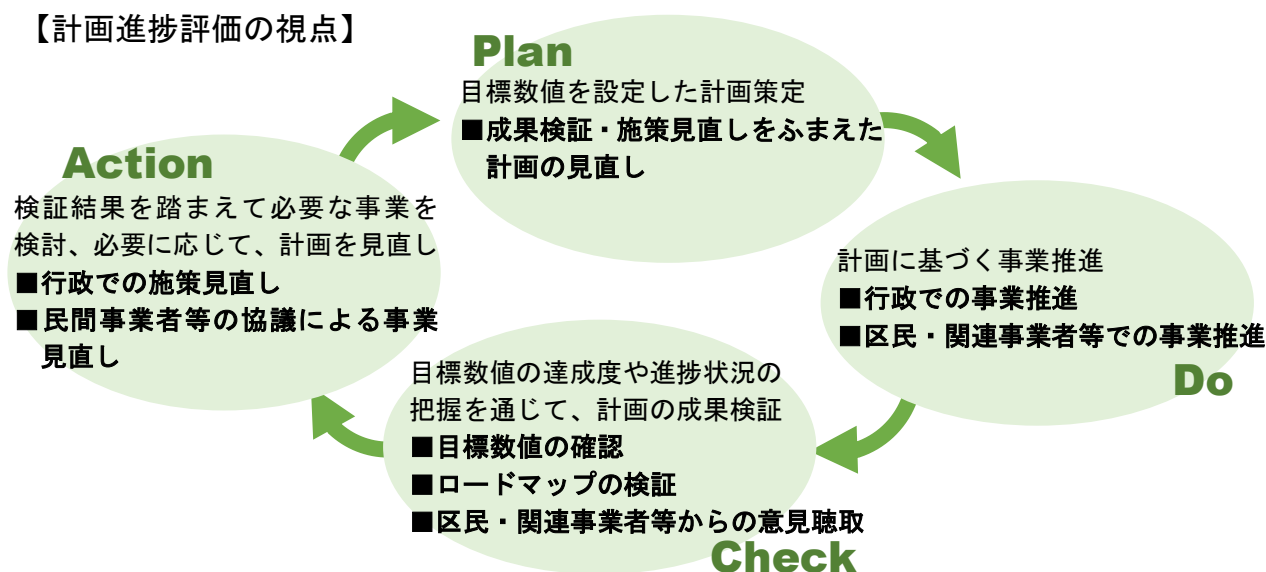 【計画進捗評価の視点】
Plan
目標数値を設定した計画策定
■成果検証・施策見直しをふまえた
計画の見直し
Action
検証結果を踏まえて必要な事業を
検討、必要に応じて、計画を見直し
■行政での施策見直し
■民間事業者等の協議による事業
見直し
計画に基づく事業推進
■行政での事業推進
■区民・関連事業者等での事業推進
Do
目標数値の達成度や進捗状況の
把握を通じて、計画の成果検証
■目標数値の確認
■ロードマップの検証
■区民・関連事業者等からの意見聴取
Check